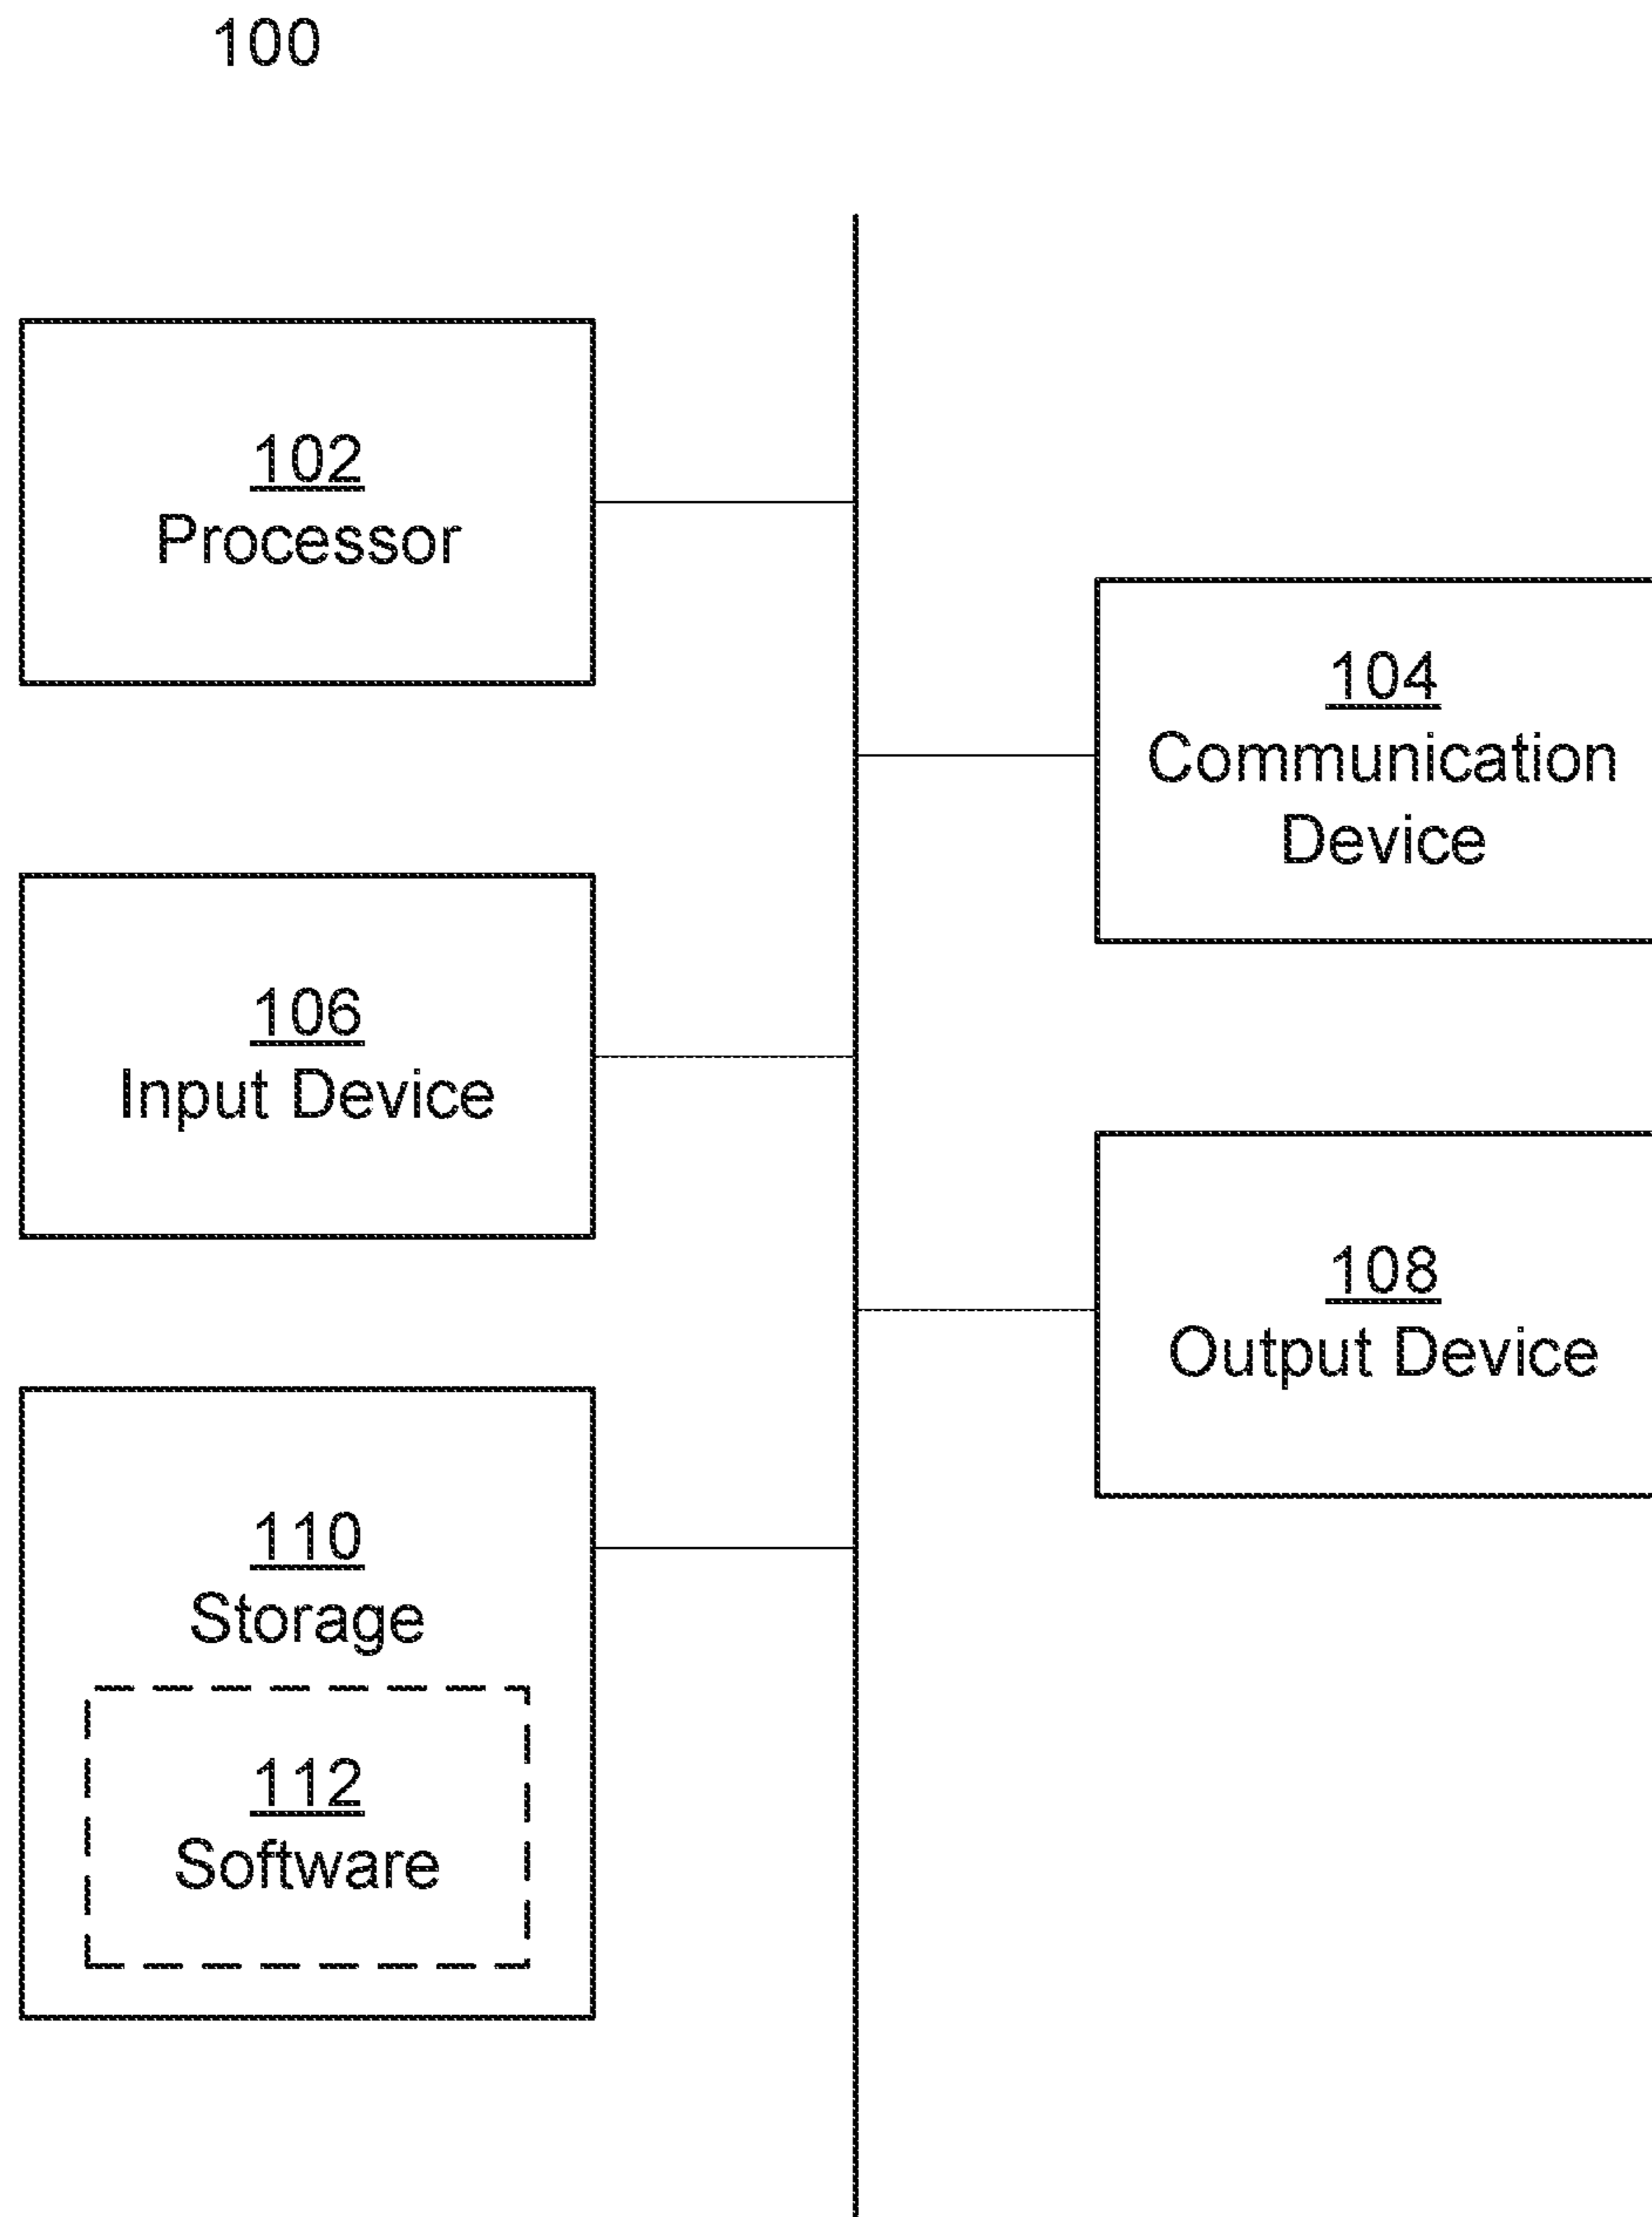 100
102
Processor
104
Communication
Device
106
Input Device
108
Output Device
110
Storage
112
Software